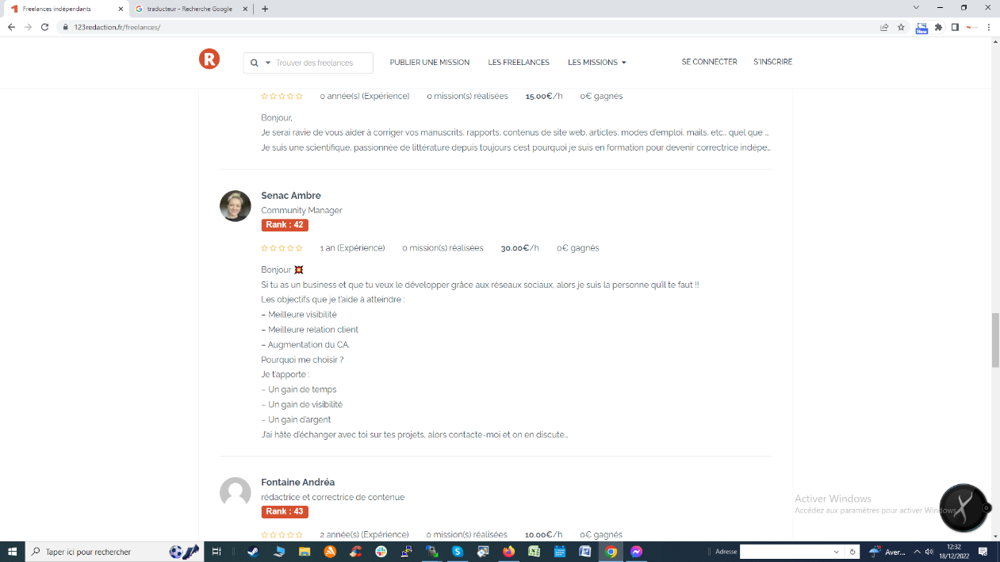 Freelances indépendants
traducteur - Recherche Google
123redaction.fr/freelances/
New
R
Trouver des freelances
PUBLIER UNE MISSION
LES FREELANCES
LES MISSIONS
SE CONNECTER
S'INSCRIRE
0 année(s) (Expérience) 0 mission(s) réalisées 15.00€/h 0€ gagnés
Bonjour,
Je serai ravie de vous aider à corriger vos manuscrits, rapports, contenus de site web, articles, modes d'emploi, mails, etc., quel que …
Je suis une scientifique, passionnée de littérature depuis toujours c'est pourquoi je suis en formation pour devenir correctrice indépe…
Senac Ambre
Community Manager
Rank : 42
1 an (Expérience) 0 mission(s) réalisées 30.00€/h 0€ gagnés
Bonjour 💥
Si tu as un business et que tu veux le développer grâce aux réseaux sociaux, alors je suis la personne qu'il te faut !!
Les objectifs que je t'aide à atteindre :
– Meilleure visibilité
– Meilleure relation client
– Augmentation du CA.
Pourquoi me choisir ?
Je t'apporte :
– Un gain de temps
– Un gain de visibilité
– Un gain d'argent
J'ai hâte d'échanger avec toi sur tes projets, alors contacte-moi et on en discute…
Fontaine Andréa
rédactrice et correctrice de contenue
Rank : 43
2 année(s) (Expérience) 0 mission(s) réalisées 10.00€/h 0€ gagnés
Activer Windows
Accédez aux paramètres pour activer Windows
Taper ici pour rechercher
Adresse
Aver...
12:32
18/12/2022